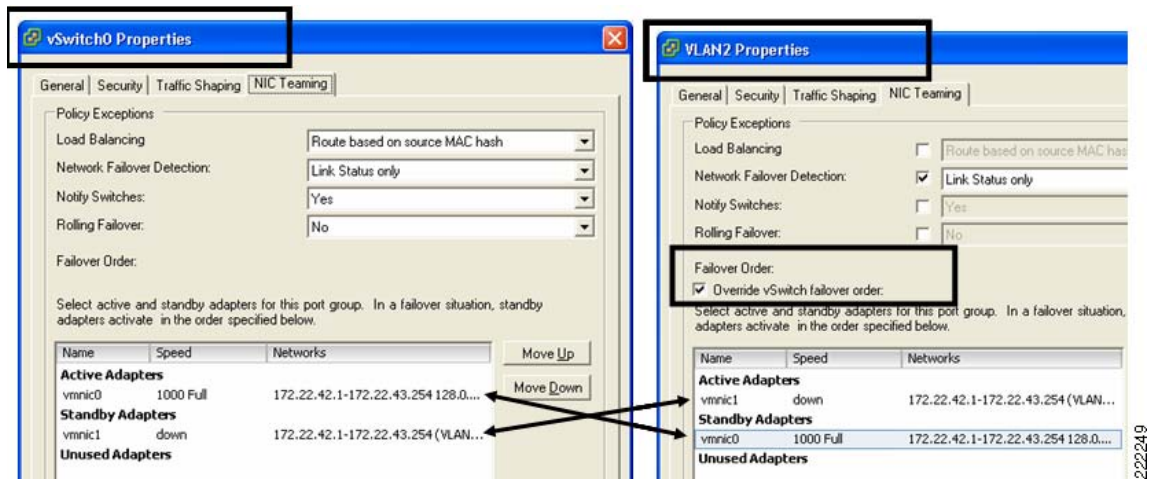 vSwitch0 Properties
General Security Traffic Shaping NIC Teaming
Policy Exceptions
Load Balancing Route based on source MAC hash
Network Failover Detection: Link Status only
Notify Switches: Yes
Rolling Failover: No
Failover Order:
Select active and standby adapters for this port group. In a failover situation, standby
adapters activate in the order specified below.
Name Speed Networks Move Up
Active Adapters Move Down
vmnic0 1000 Full 172.22.42.1-172.22.43.254 128.0....
Standby Adapters
vmnic1 down 172.22.42.1-172.22.43.254 (VLAN...
Unused Adapters
VLAN2 Properties
General Security Traffic Shaping NIC Teaming
Policy Exceptions
Load Balancing Route based on source MAC has
Network Failover Detection: Link Status only
Notify Switches: Yes
Rolling Failover: No
Failover Order:
Override vSwitch failover order:
Select active and standby adapters for this port group. In a failover situation,
adapters activate in the order specified below.
Name Speed Networks
Active Adapters
vmnic1 down 172.22.42.1-172.22.43.254 (VLAN...
Standby Adapters
vmnic0 1000 Full 172.22.42.1-172.22.43.254 128.0....
Unused Adapters
222249